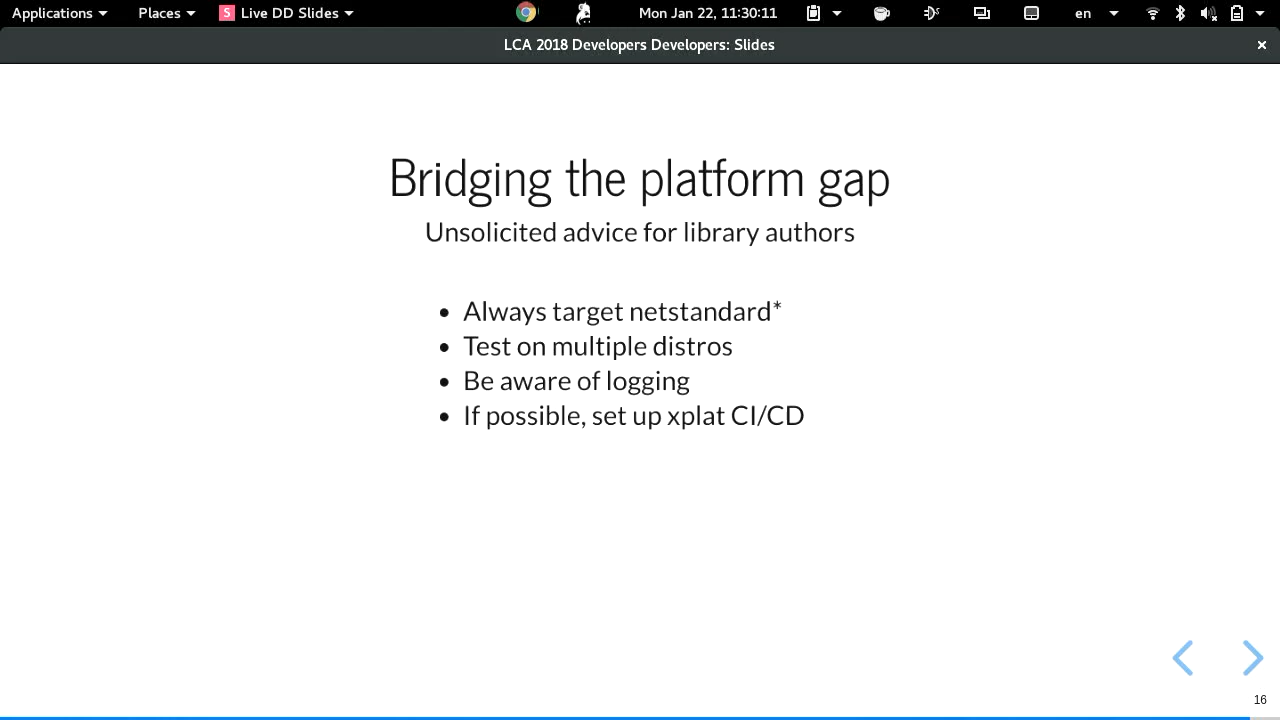 Applications Places S Live DD Slides Mon Jan 22, 11:30:11 en
LCA 2018 Developers Developers: Slides
Bridging the platform gap
Unsolicited advice for library authors
Always target netstandard*
Test on multiple distros
Be aware of logging
If possible, set up xplat CI/CD
16